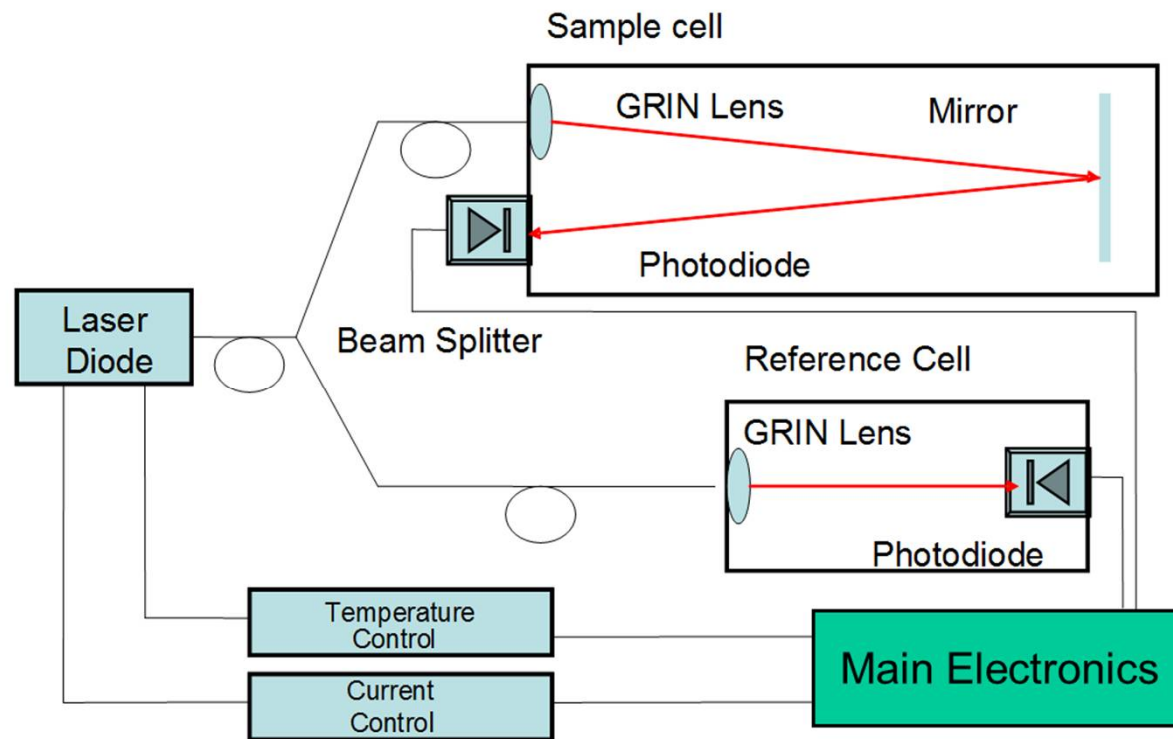 Sample cell
GRIN Lens
Mirror
Photodiode
Laser
Diode
Beam Splitter
Reference Cell
GRIN Lens
Photodiode
Temperature
Control
Current
Control
Main Electronics